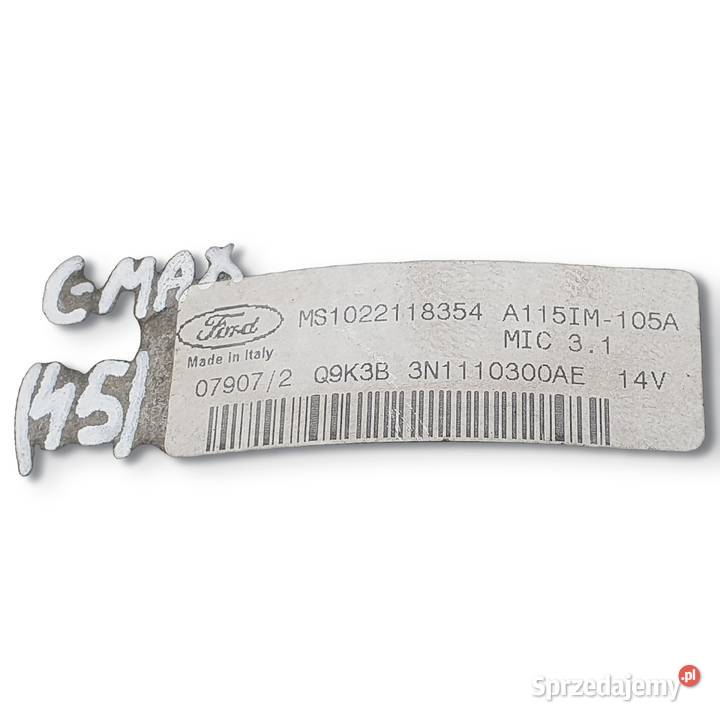 C-MAX
1451
Ford
Made in Italy
MS1022118354 A115IM-105A
MIC 3.1
07907/2 Q9K3B 3N1110300AE 14V
Sprzedajemy.pl